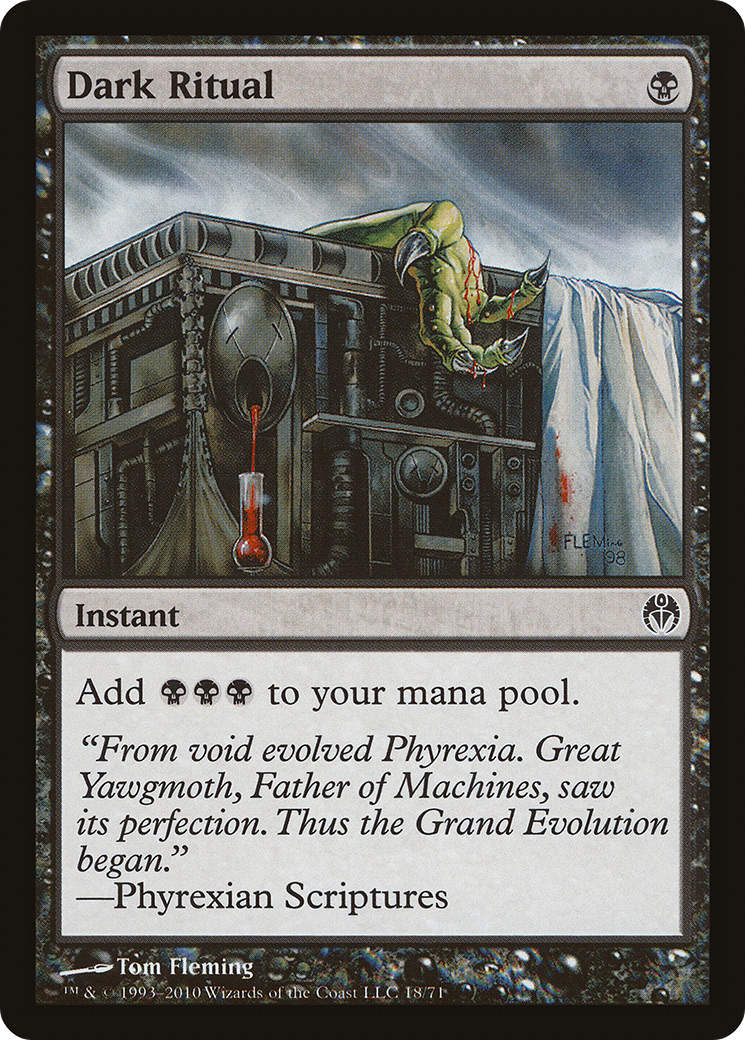 Dark Ritual
FLEMing
98
Instant
Add to your mana pool.
“From void evolved Phyrexia. Great
Yawgmoth, Father of Machines, saw
its perfection. Thus the Grand Evolution
began.”
—Phyrexian Scriptures
Tom Fleming
™ & © 1993–2010 Wizards of the Coast LLC 18/71